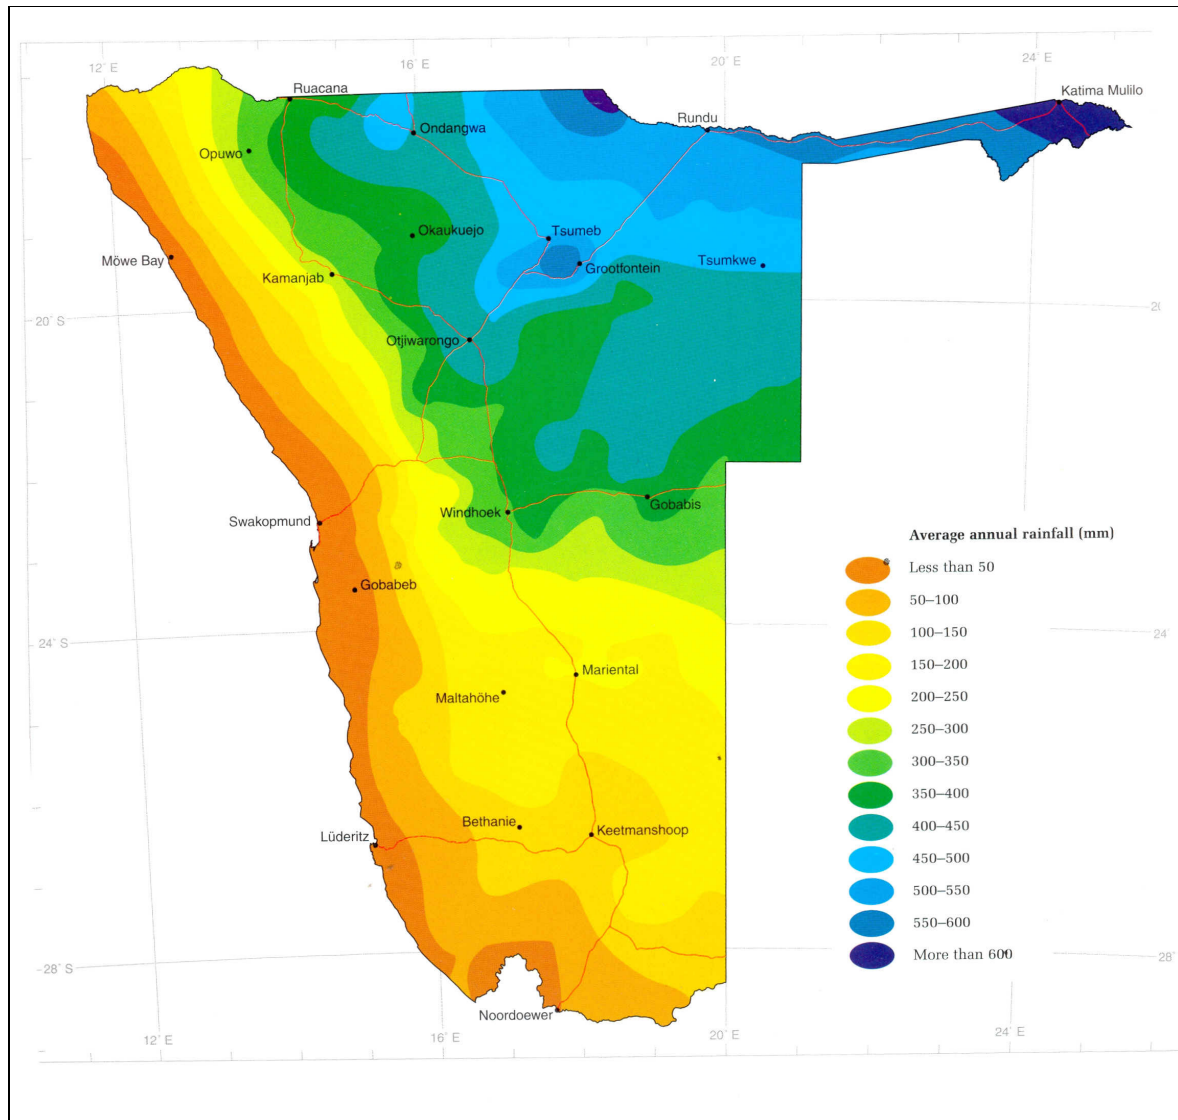 12° E
16° E
20° E
24° E
Katima Mulilo
Ruacana
Rundu
Ondangwa
Opuwo
Okaukuejo
Tsumeb
Möwe Bay
Grootfontein
Tsumkwe
Kamanjab
20° S
Otjiwarongo
Gobabis
Windhoek
Swakopmund
Average annual rainfall (mm)
Less than 50
Gobabeb
50–100
24° S
100–150
24°
Mariental
150–200
Maltahöhe
200–250
250–300
300–350
350–400
Bethanie
Keetmanshoop
400–450
Lüderitz
450–500
500–550
550–600
28° S
More than 600
28°
Noordoewer
12° E
16° E
20° E
24° E